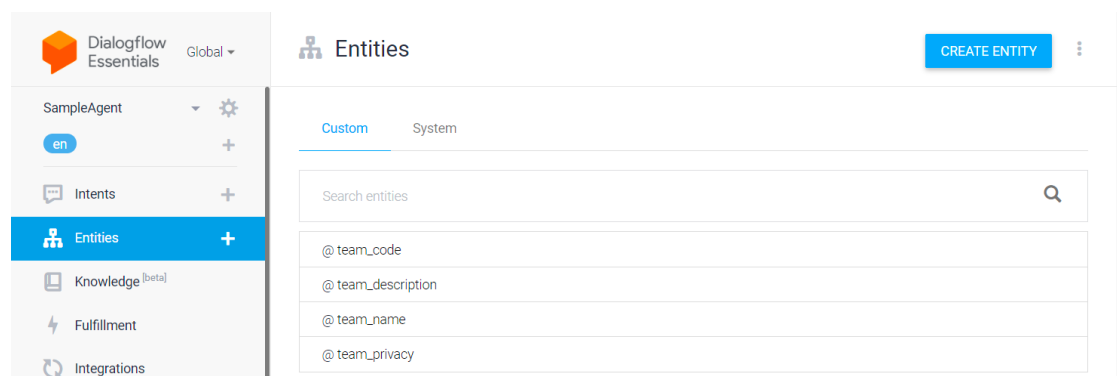 Dialogflow
Essentials
Global
Entities
CREATE ENTITY
SampleAgent
en
Intents
Entities
Knowledge [beta]
Fulfillment
Integrations
Custom
System
Search entities
@ team_code
@ team_description
@ team_name
@ team_privacy